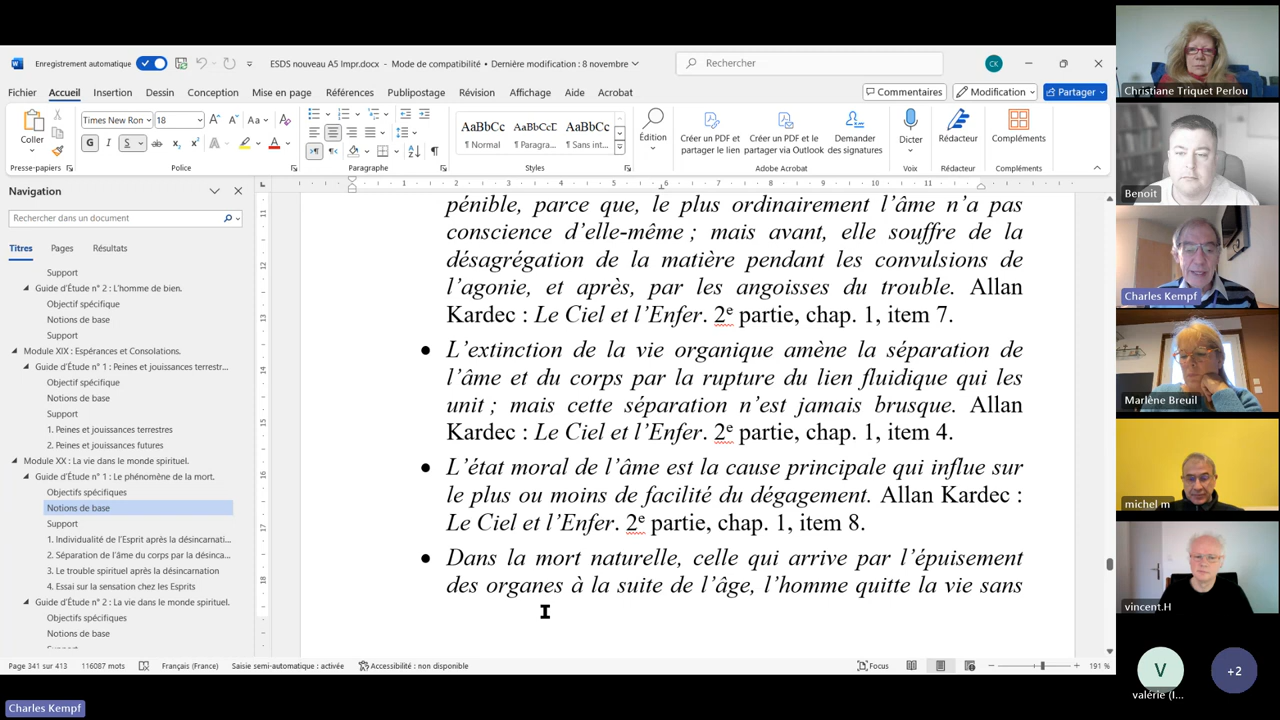 Enregistrement automatique
ESDS nouveau A5 Impr.docx - Mode de compatibilité • Dernière modification : 8 novembre
Rechercher
CK
Fichier Accueil Insertion Dessin Conception Mise en page Références Publipostage Révision Affichage Aide Acrobat
Commentaires Modification Partager
Coller
Times New Ron 18
G I S
AaBbCc AaBbCcD AaBbCc
¶ Normal ¶ Paragra... ¶ Sans int...
Édition
Créer un PDF et partager le lien
Créer un PDF et partager via Outlook
Demander des signatures
Dicter
Rédacteur
Compléments
Presse-papiers Police Paragraphe Styles Adobe Acrobat Voix Rédacteur Compléments
Navigation
Rechercher dans un document
Titres Pages Résultats
Support
Guide d'Étude n° 2 : L'homme de bien.
Objectif spécifique
Notions de base
Support
Module XIX : Espérances et Consolations.
Guide d'Étude n° 1 : Peines et jouissances terrestr...
Objectif spécifique
Notions de base
Support
1. Peines et jouissances terrestres
2. Peines et jouissances futures
Module XX : La vie dans le monde spirituel.
Guide d'Étude n° 1 : Le phénomène de la mort.
Objectifs spécifiques
Notions de base
Support
1. Individualité de l'Esprit après la désincarnati...
2. Séparation de l'âme du corps par la désinca...
3. Le trouble spirituel après la désincarnation
4. Essai sur la sensation chez les Esprits
Guide d'Étude n° 2 : La vie dans le monde spirituel.
Objectifs spécifiques
Notions de base
pénible, parce que, le plus ordinairement l'âme n'a pas
conscience d'elle-même ; mais avant, elle souffre de la
désagrégation de la matière pendant les convulsions de
l'agonie, et après, par les angoisses du trouble. Allan
Kardec : Le Ciel et l'Enfer. 2e partie, chap. 1, item 7.
• L'extinction de la vie organique amène la séparation de
l'âme et du corps par la rupture du lien fluidique qui les
unit ; mais cette séparation n'est jamais brusque. Allan
Kardec : Le Ciel et l'Enfer. 2e partie, chap. 1, item 4.
• L'état moral de l'âme est la cause principale qui influe sur
le plus ou moins de facilité du dégagement. Allan Kardec :
Le Ciel et l'Enfer. 2e partie, chap. 1, item 8.
• Dans la mort naturelle, celle qui arrive par l'épuisement
des organes à la suite de l'âge, l'homme quitte la vie sans
Page 341 sur 413 116087 mots Français (France) Saisie semi-automatique : activée Accessibilité : non disponible Focus 191 %
Charles Kempf
Christiane Triquet Perlou
Benoit
Charles Kempf
Marlène Breuil
michel m
vincent.H
V
valérie (I...
+2